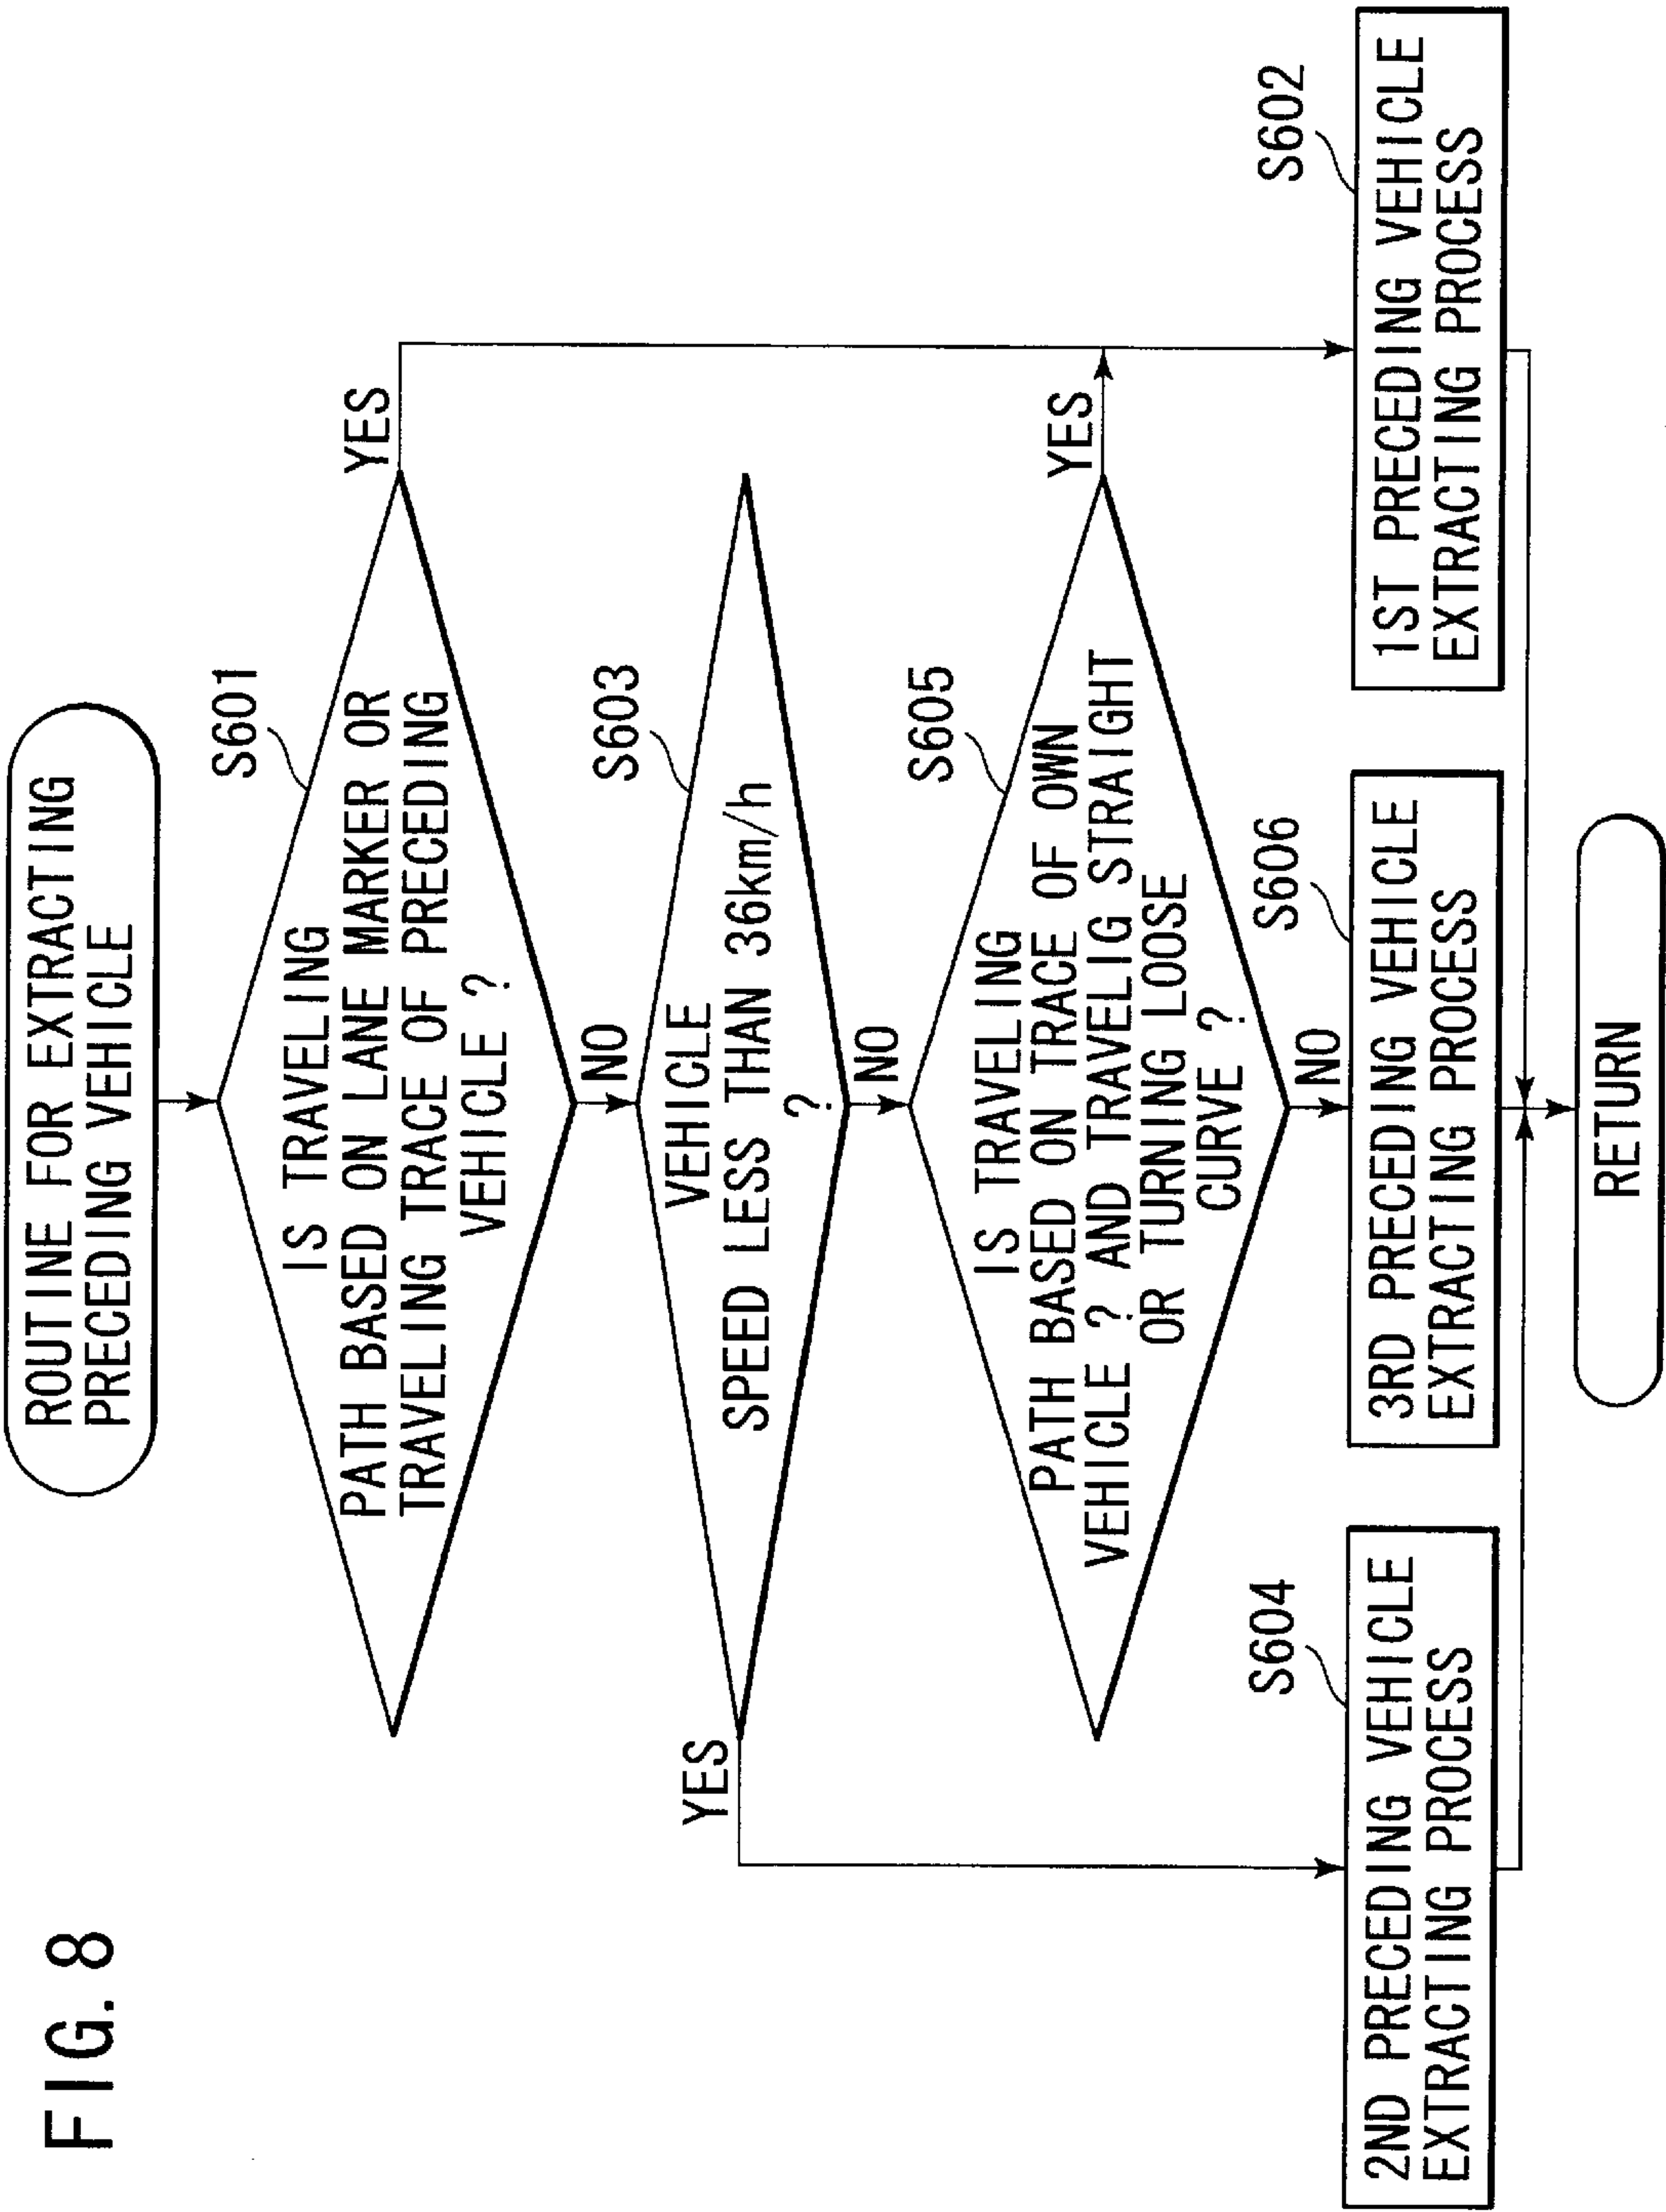 FIG. 8
ROUTINE FOR EXTRACTING
PRECEDING VEHICLE
S601
IS TRAVELING
PATH BASED ON LANE MARKER OR
TRAVELING TRACE OF PRECEDING
VEHICLE ?
YES
NO
S603
VEHICLE
SPEED LESS THAN 36km/h
?
YES
NO
S605
IS TRAVELING
PATH BASED ON TRACE OF OWN
VEHICLE ? AND TRAVELIG STRAIGHT
OR TURNING LOOSE
CURVE ?
YES
NO
S604
2ND PRECEDING VEHICLE
EXTRACTING PROCESS
S606
3RD PRECEDING VEHICLE
EXTRACTING PROCESS
S602
1ST PRECEDING VEHICLE
EXTRACTING PROCESS
RETURN